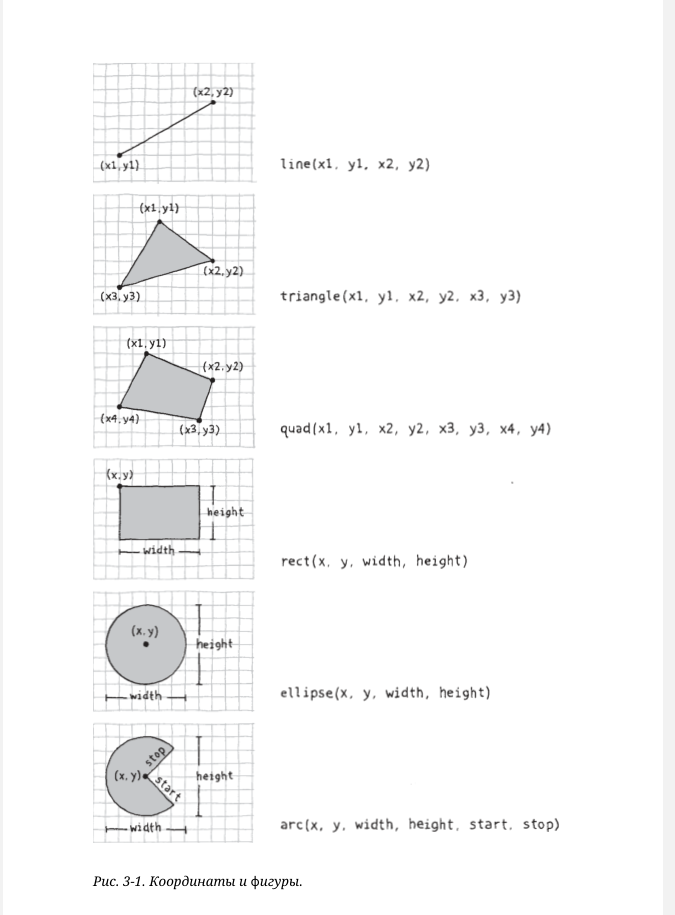 (x2,y2)
(x1,y1)
line(x1, y1, x2, y2)
(x1,y1)
(x2,y2)
(x3,y3)
triangle(x1, y1, x2, y2, x3, y3)
(x1,y1)
(x2,y2)
(x4,y4)
(x3,y3)
quad(x1, y1, x2, y2, x3, y3, x4, y4)
(x,y)
height
width
rect(x, y, width, height)
(x,y)
height
width
ellipse(x, y, width, height)
stop
(x,y)
height
start
width
arc(x, y, width, height, start, stop)
Рис. 3-1. Координаты и фигуры.